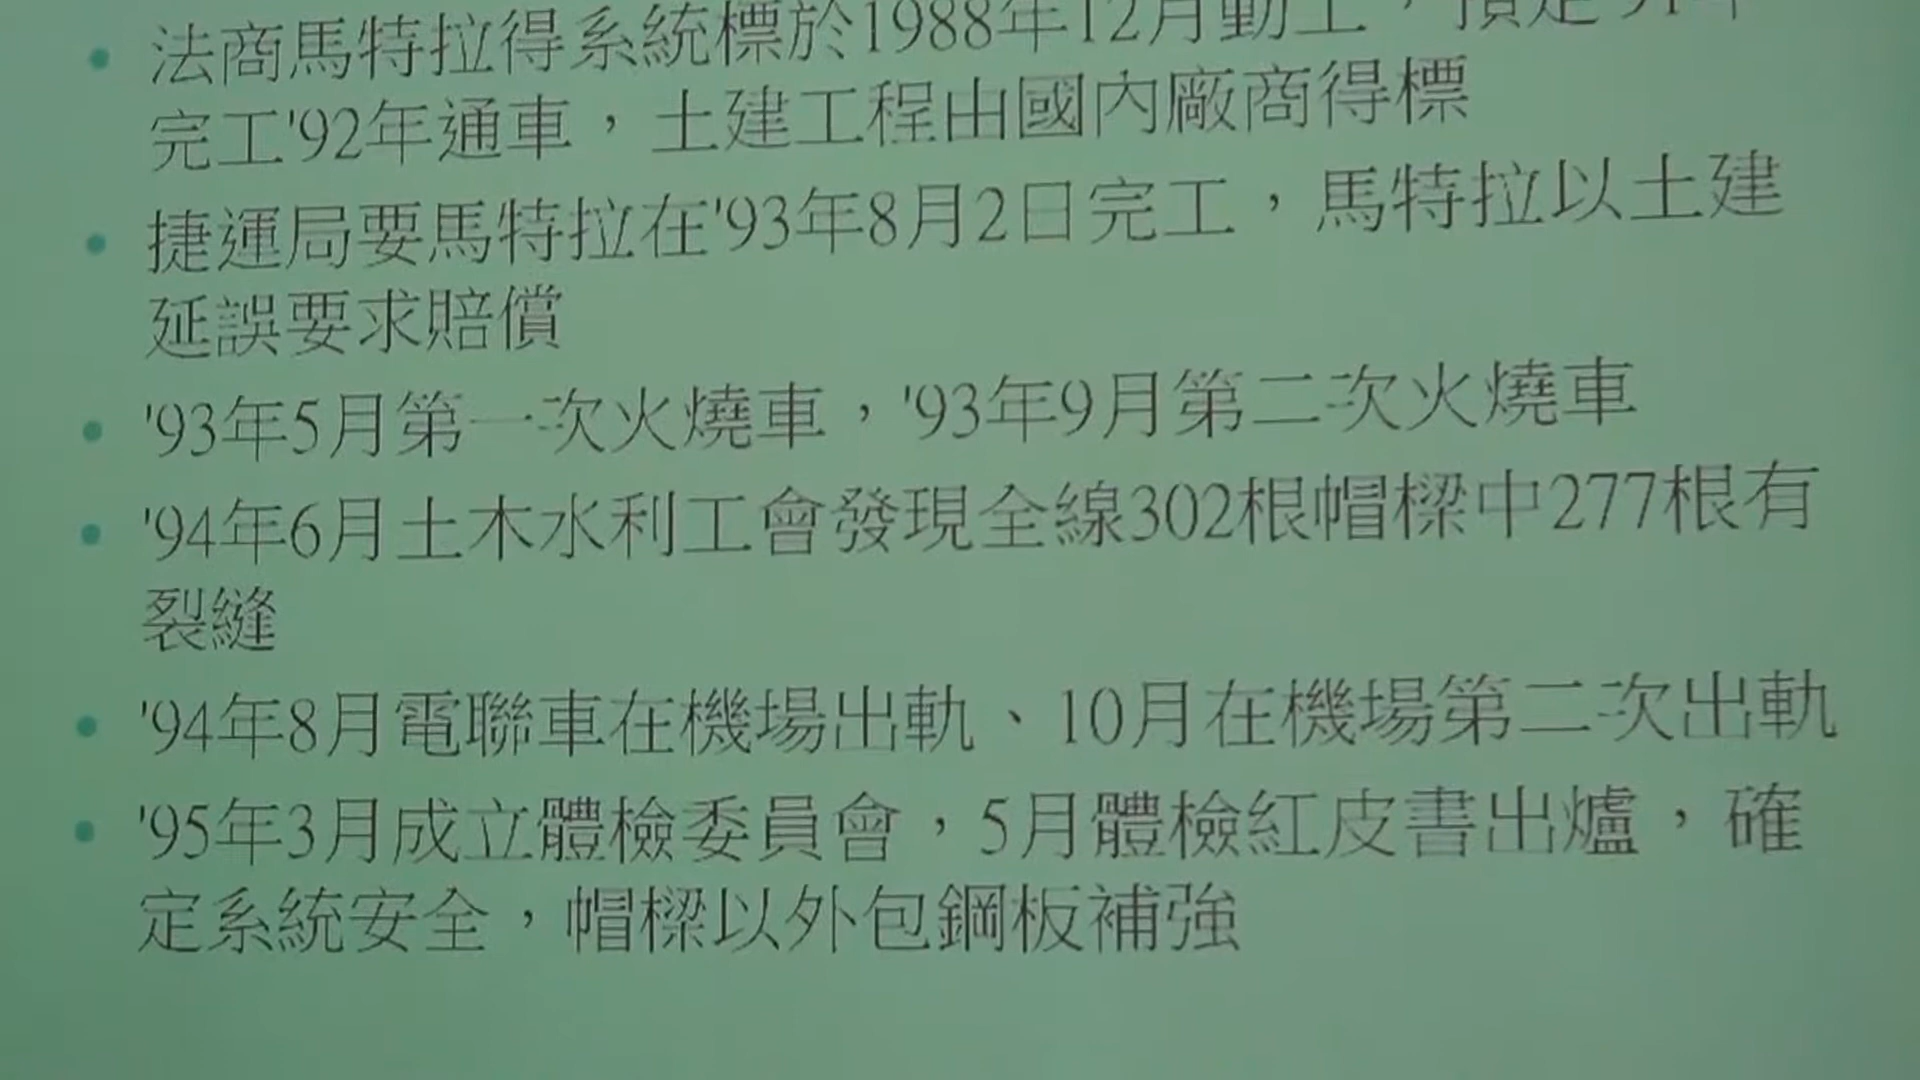 • 法商馬特拉得系統標於1988年12月動工，預定'91年
完工'92年通車，土建工程由國內廠商得標
• 捷運局要馬特拉在'93年8月2日完工，馬特拉以土建
延誤要求賠償
• '93年5月第一次火燒車，'93年9月第二次火燒車
• '94年6月土木水利工會發現全線302根帽樑中277根有
裂縫
• '94年8月電聯車在機場出軌、10月在機場第二次出軌
• '95年3月成立體檢委員會，5月體檢紅皮書出爐，確
定系統安全，帽樑以外包鋼板補強